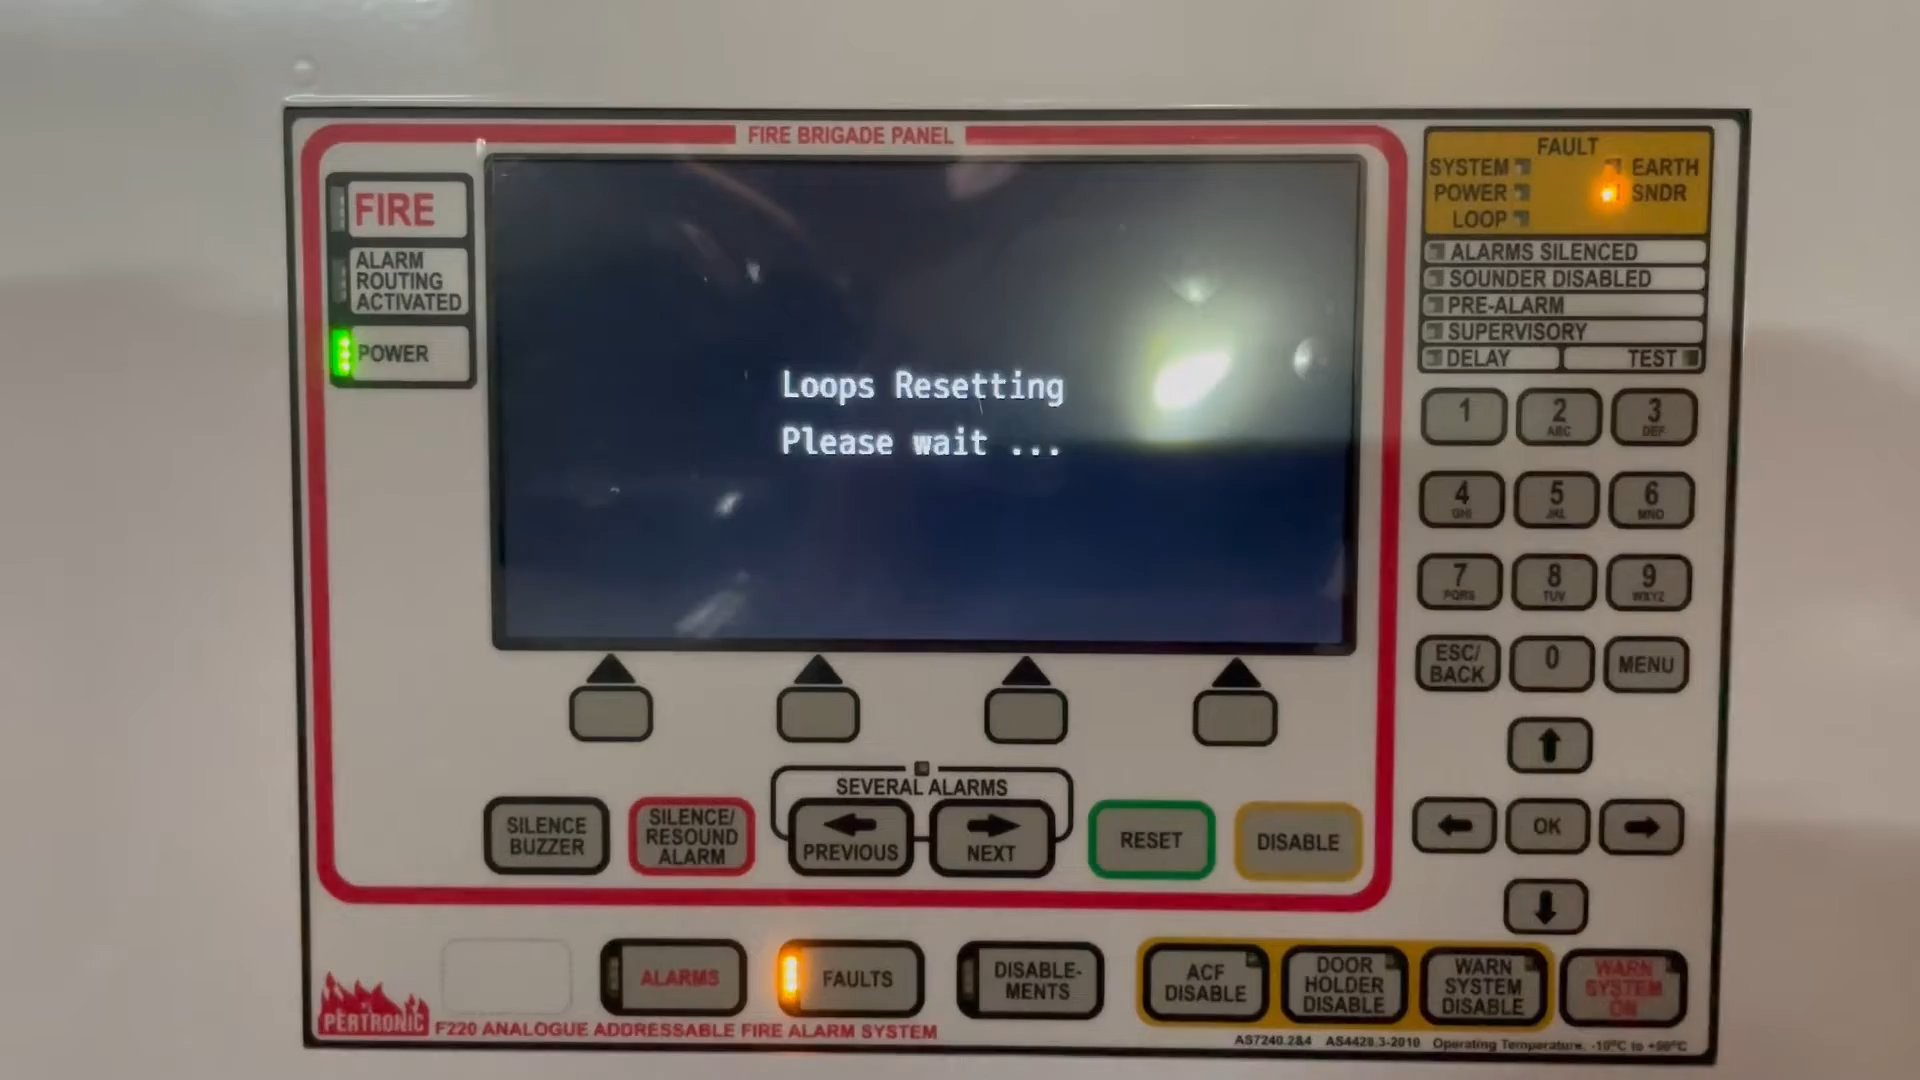 FIRE BRIGADE PANEL
FIRE
ALARM
ROUTING
ACTIVATED
POWER
Loops Resetting
Please wait ...
FAULT
SYSTEM EARTH
POWER SNDR
LOOP
ALARMS SILENCED
SOUNDER DISABLED
PRE-ALARM
SUPERVISORY
DELAY TEST
1 2 3
ABC DEF
4 5 6
GHI JKL MNO
7 8 9
PQRS TUV WXYZ
ESC/
BACK
0 MENU
OK
SEVERAL ALARMS
SILENCE
BUZZER
SILENCE/
RESOUND
ALARM
PREVIOUS
NEXT
RESET
DISABLE
ALARMS
FAULTS
DISABLE-
MENTS
ACF
DISABLE
DOOR
HOLDER
DISABLE
WARN
SYSTEM
DISABLE
WARN
SYSTEM
ON
PERTRONIC
F220 ANALOGUE ADDRESSABLE FIRE ALARM SYSTEM
AS7240.2&4 AS4428.3-2010 Operating Temperature. -10°C to +50°C